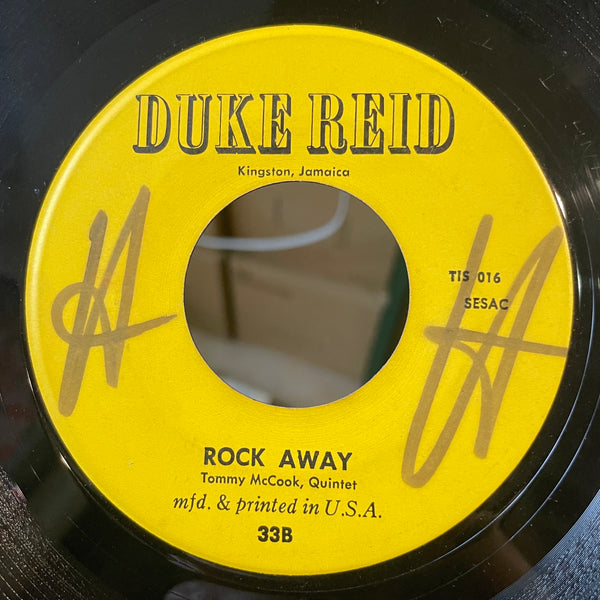 DUKE REID
Kingston, Jamaica
TIS 016
SESAC
ROCK AWAY
Tommy McCook, Quintet
mfd. & printed in U.S.A.
33B